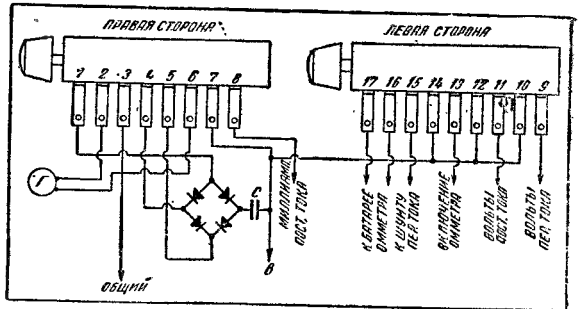 ПРАВАЯ СТОРОНА
ЛЕВАЯ СТОРОНА
1 2 3 4 5 6 7 8
17 16 15 14 13 12 11 10 9
Г
С
МИЛЛИАМП.
ПОСТ. ТОКА
В
ОБЩИЙ
К БАТАРЕЕ
ОММЕТРА
К ШУНТУ
ПЕР. ТОКА
ВКЛЮЧЕНИЕ
ОММЕТРА
ВОЛЬТЫ
ПОСТ. ТОКА
ВОЛЬТЫ
ПЕР. ТОКА